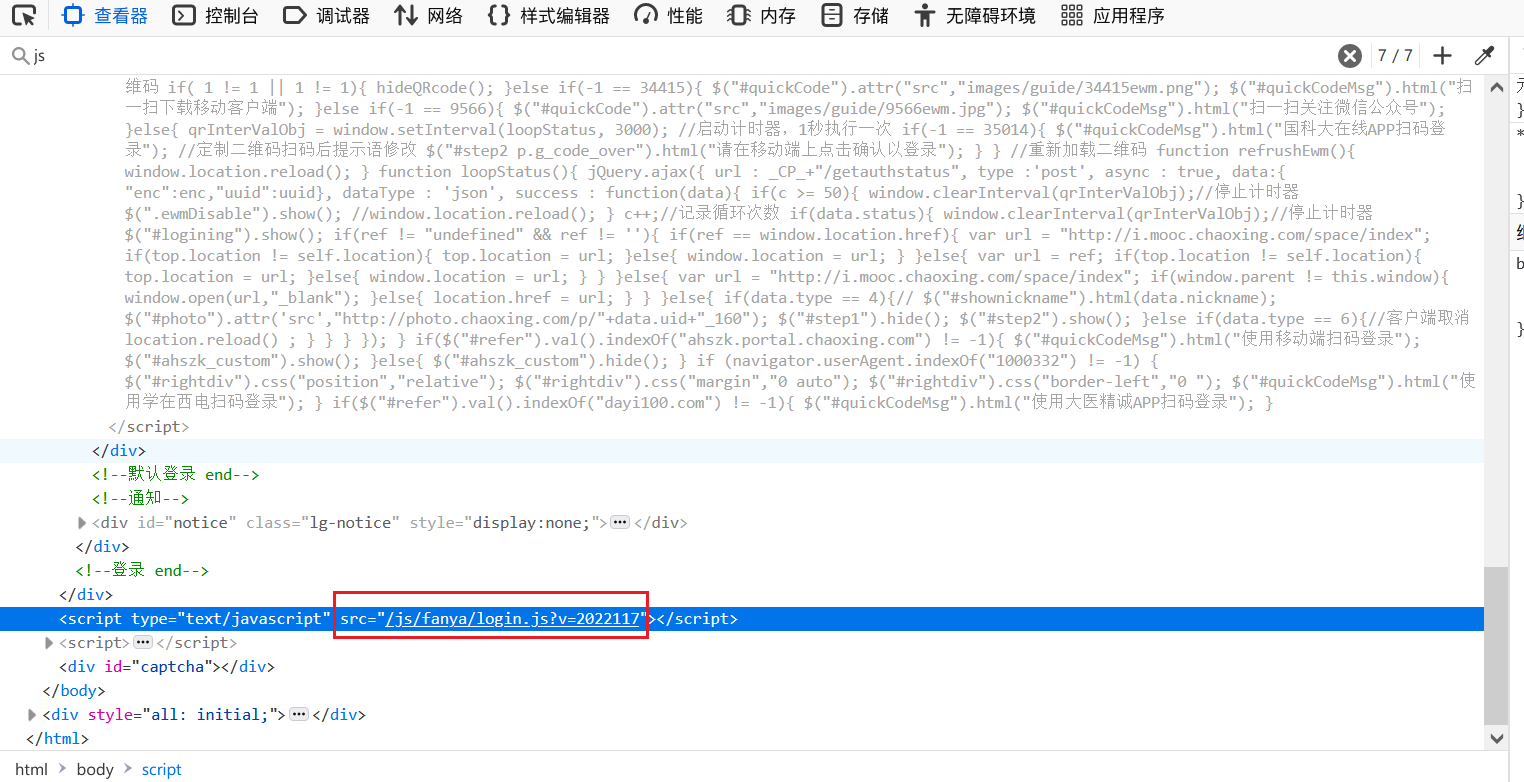 查看器 控制台 调试器 网络 样式编辑器 性能 内存 存储 无障碍环境 应用程序
js 7 / 7
维码 if( 1 != 1 || 1 != 1){ hideQRcode(); }else if(-1 == 34415){ $("#quickCode").attr("src","images/guide/34415ewm.png"); $("#quickCodeMsg").html("扫
一扫下载移动客户端"); }else if(-1 == 9566){ $("#quickCode").attr("src","images/guide/9566ewm.jpg"); $("#quickCodeMsg").html("扫一扫关注微信公众号");
}else{ qrInterValObj = window.setInterval(loopStatus, 3000); //启动计时器，1秒执行一次 if(-1 == 35014){ $("#quickCodeMsg").html("国科大在线APP扫码登
录"); //定制二维码扫码后提示语修改 $("#step2 p.g_code_over").html("请在移动端上点击确认以登录"); } } //重新加载二维码 function refrushEwm(){
window.location.reload(); } function loopStatus(){ jQuery.ajax({ url : _CP_+"/getauthstatus", type :'post', async : true, data:{
"enc":enc,"uuid":uuid}, dataType : 'json', success : function(data){ if(c >= 50){ window.clearInterval(qrInterValObj);//停止计时器
$(".ewmDisable").show(); //window.location.reload(); } c++;//记录循环次数 if(data.status){ window.clearInterval(qrInterValObj);//停止计时器
$("#logining").show(); if(ref != "undefined" && ref != ''){ if(ref == window.location.href){ var url = "http://i.mooc.chaoxing.com/space/index";
if(top.location != self.location){ top.location = url; }else{ window.location = url; } }else{ var url = ref; if(top.location != self.location){
top.location = url; }else{ window.location = url; } } }else{ var url = "http://i.mooc.chaoxing.com/space/index"; if(window.parent != this.window){
window.open(url,"_blank"); }else{ location.href = url; } } }else{ if(data.type == 4){// $("#shownickname").html(data.nickname);
$("#photo").attr('src',"http://photo.chaoxing.com/p/"+data.uid+"_160"); $("#step1").hide(); $("#step2").show(); }else if(data.type == 6){//客户端取消
location.reload() ; } } } }); } if($("#refer").val().indexOf("ahszk.portal.chaoxing.com") != -1){ $("#quickCodeMsg").html("使用移动端扫码登录");
$("#ahszk_custom").show(); }else{ $("#ahszk_custom").hide(); } if (navigator.userAgent.indexOf("1000332") != -1) {
$("#rightdiv").css("position","relative"); $("#rightdiv").css("margin","0 auto"); $("#rightdiv").css("border-left","0 "); $("#quickCodeMsg").html("使
用学在西电扫码登录"); } if($("#refer").val().indexOf("dayi100.com") != -1){ $("#quickCodeMsg").html("使用大医精诚APP扫码登录"); }
</script>
</div>
<!--默认登录 end-->
<!--通知-->
<div id="notice" class="lg-notice" style="display:none;">···</div>
</div>
<!--登录 end-->
</div>
<script type="text/javascript" src="/js/fanya/login.js?v=2022117"></script>
<script>···</script>
<div id="captcha"></div>
</body>
<div style="all: initial;">···</div>
</html>
html > body > script